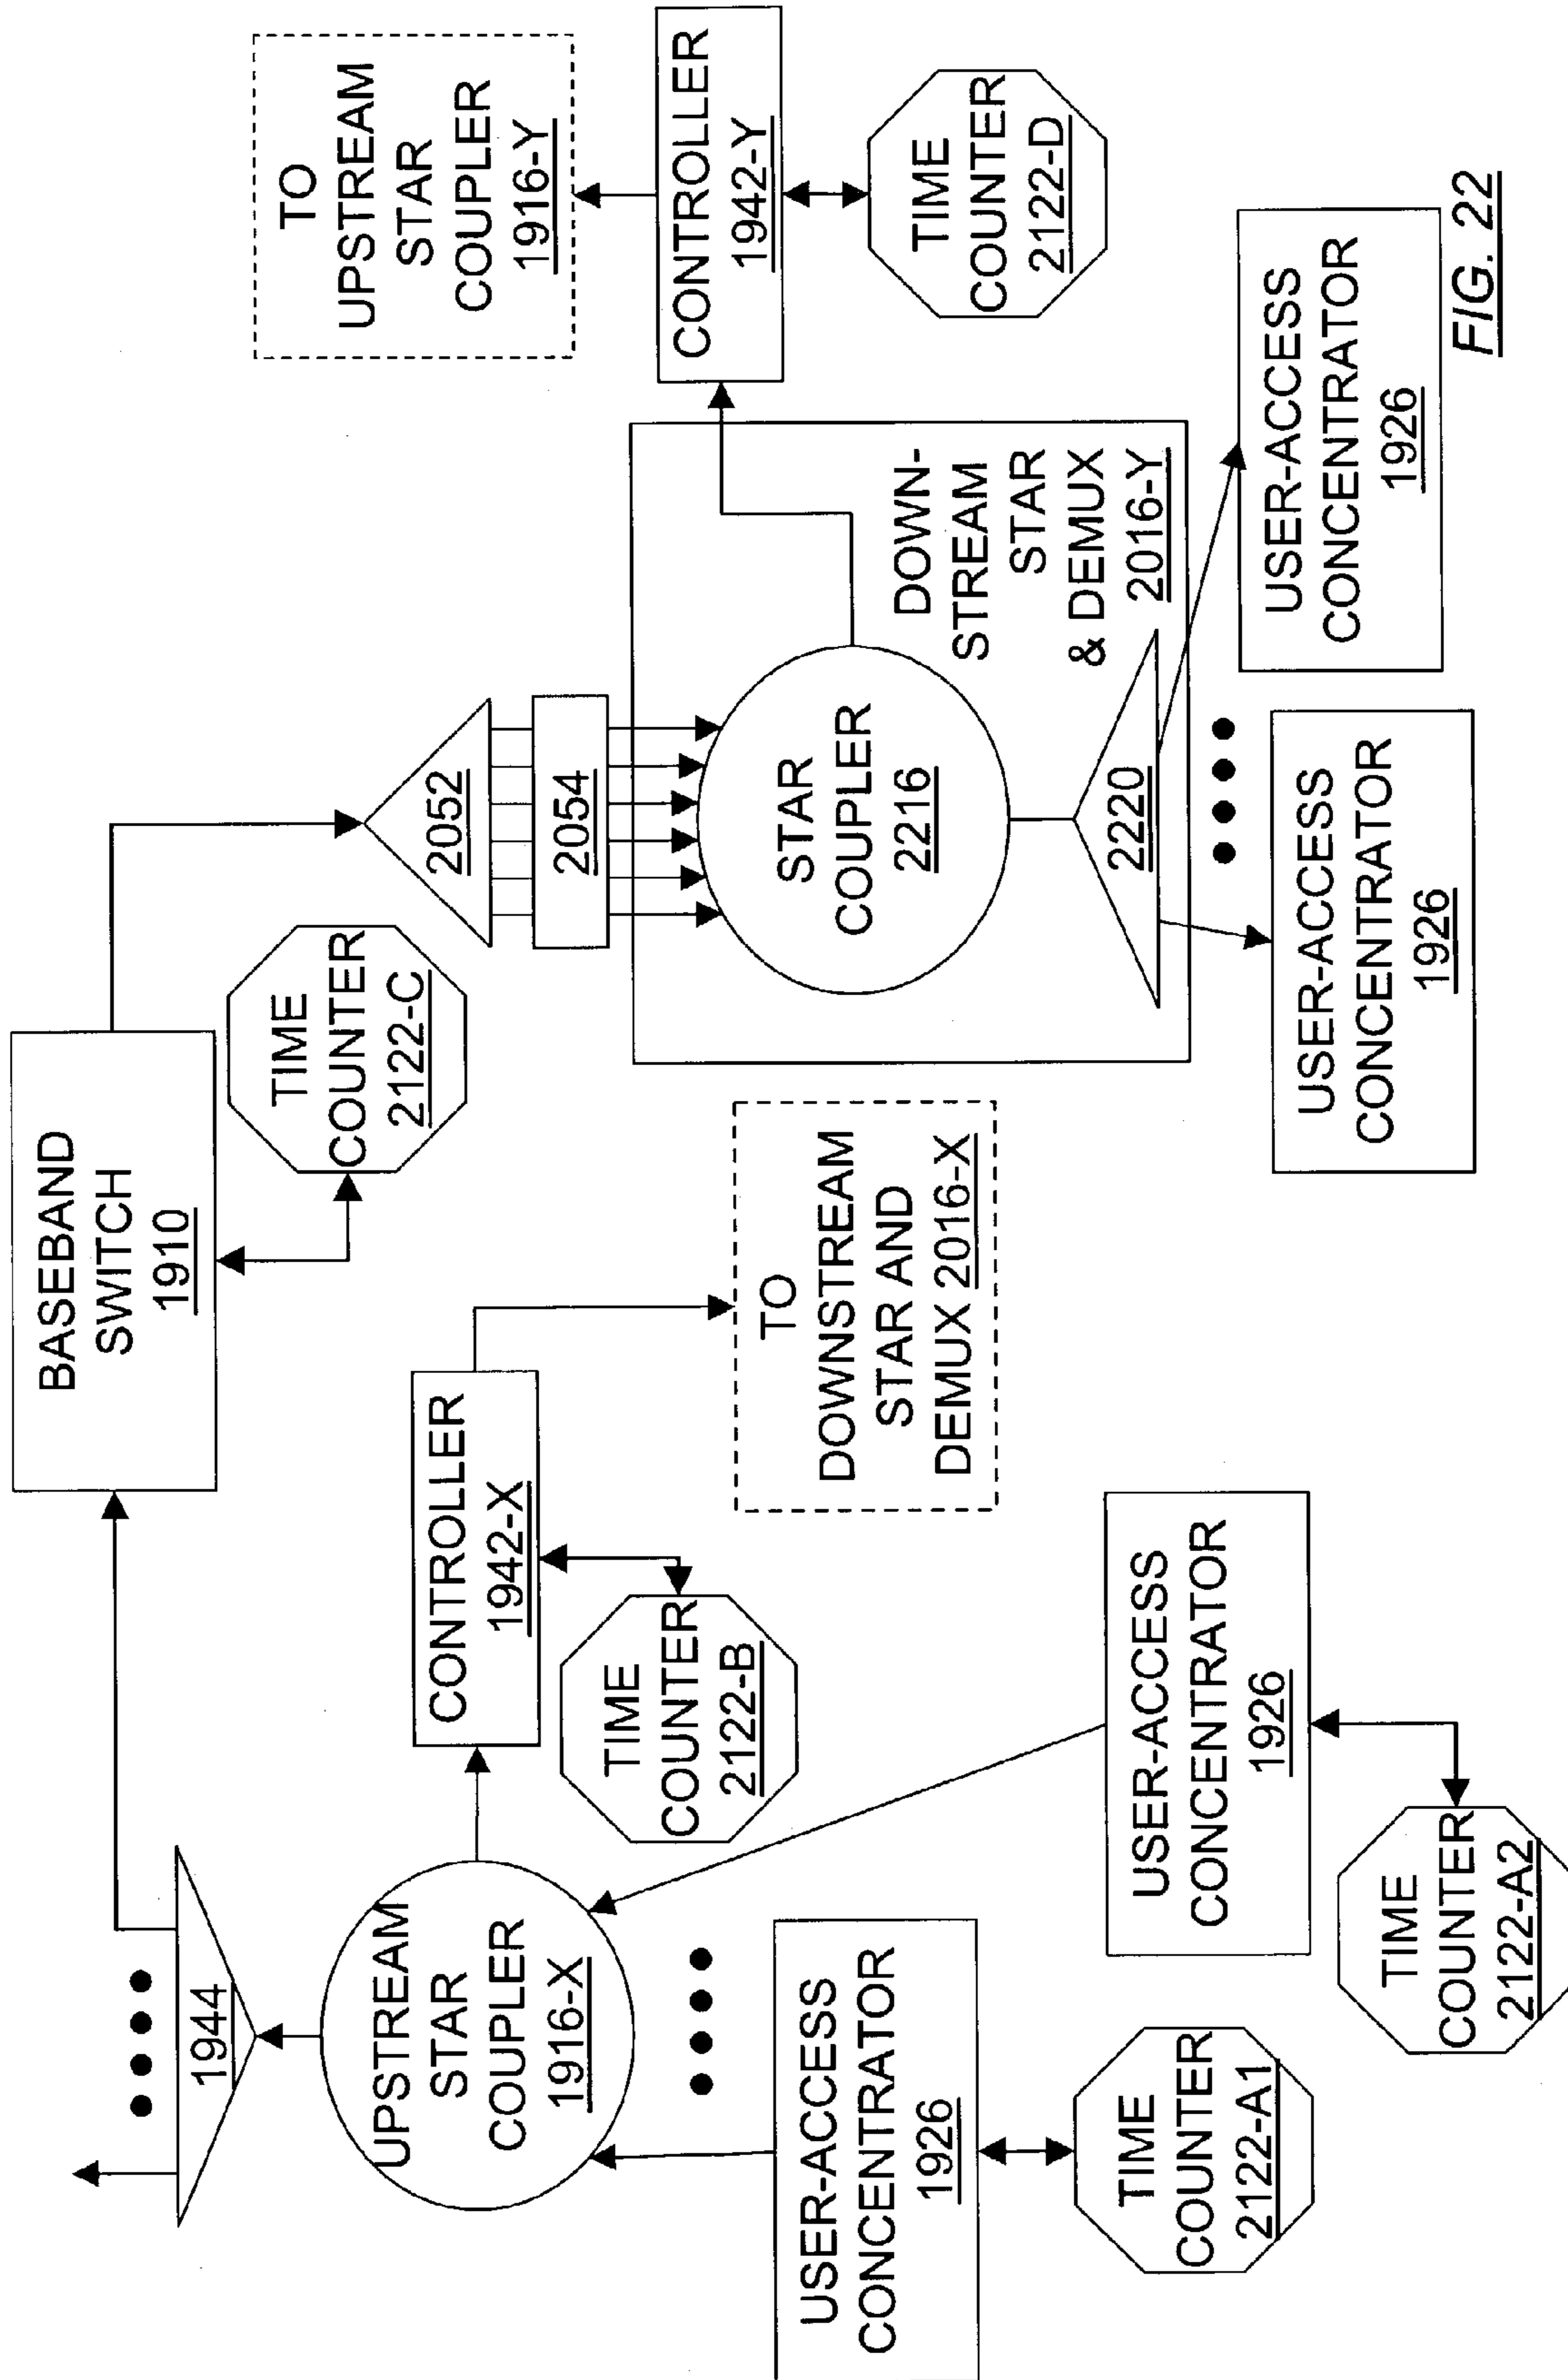 BASEBAND
SWITCH
1910
TIME
COUNTER
2122-C
1944
UPSTREAM
STAR
COUPLER
1916-X
CONTROLLER
1942-X
TIME
COUNTER
2122-B
TO
DOWNSTREAM
STAR AND
DEMUX 2016-X
USER-ACCESS
CONCENTRATOR
1926
TIME
COUNTER
2122-A1
USER-ACCESS
CONCENTRATOR
1926
TIME
COUNTER
2122-A2
2052
2054
STAR
COUPLER
2216
2220
DOWN-
STREAM
STAR
& DEMUX
2016-Y
TO
UPSTREAM
STAR
COUPLER
1916-Y
CONTROLLER
1942-Y
TIME
COUNTER
2122-D
USER-ACCESS
CONCENTRATOR
1926
USER-ACCESS
CONCENTRATOR
1926
FIG. 22